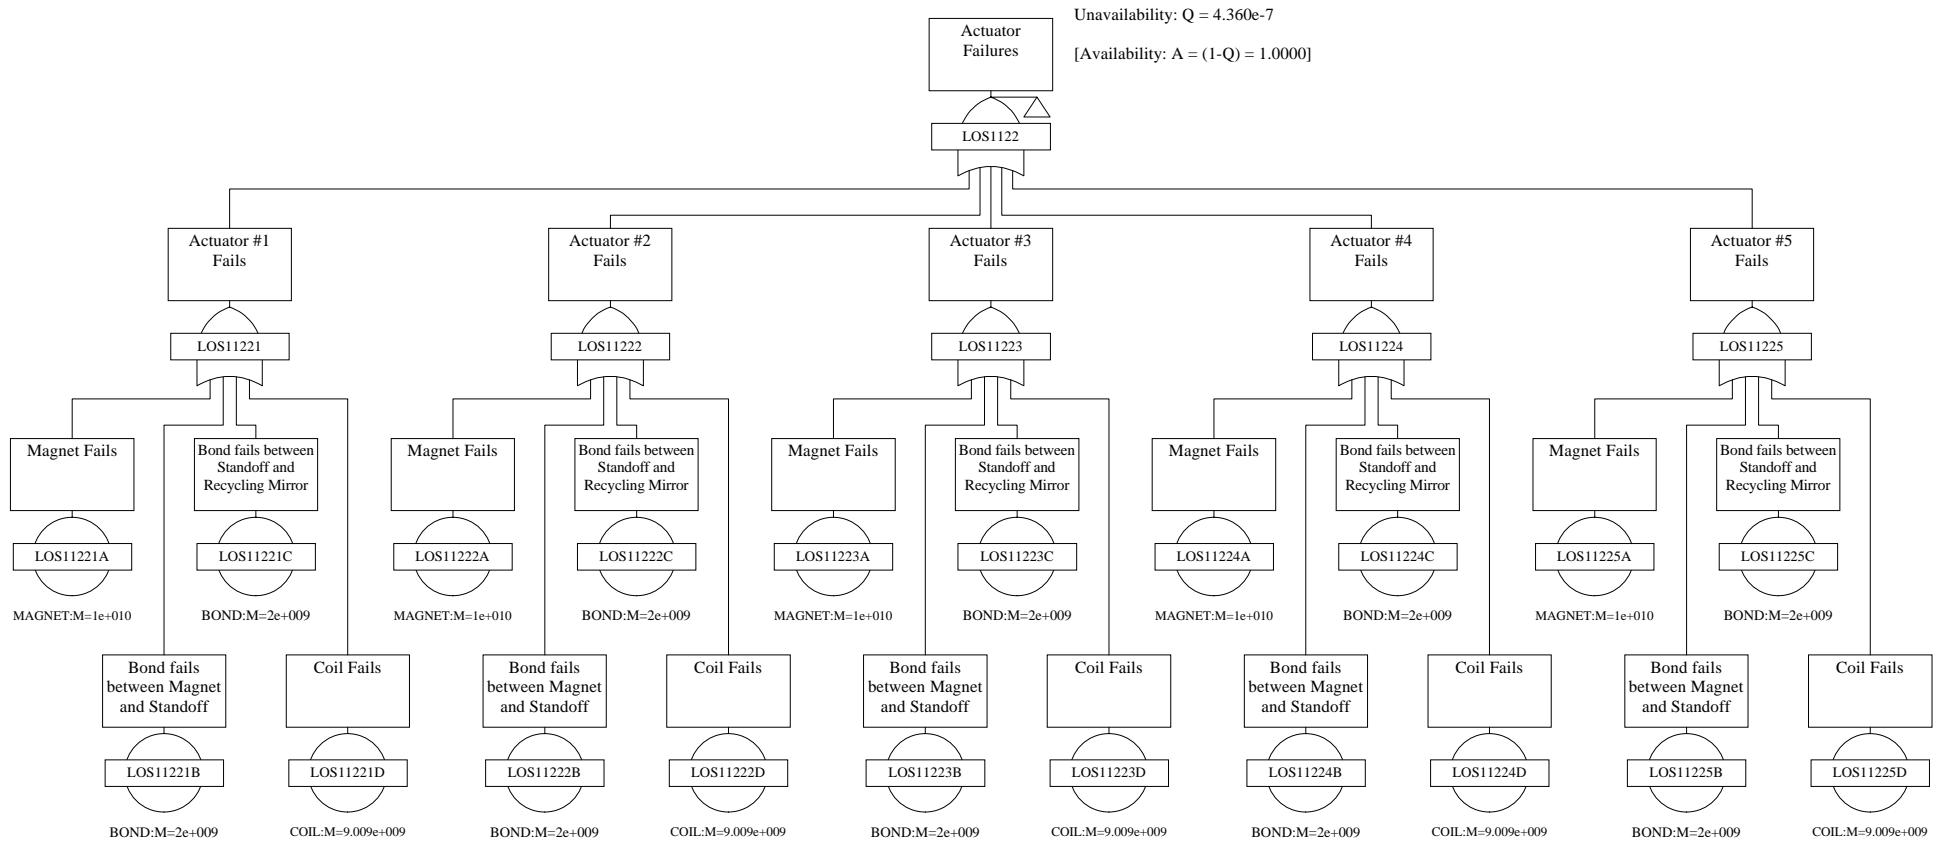 Unavailability: Q = 4.360e-7
Actuator
Failures
[Availability: A = (1-Q) = 1.0000]
LOS1122
Actuator #1
Fails
Actuator #2
Fails
Actuator #3
Fails
Actuator #4
Fails
Actuator #5
Fails
LOS11221
LOS11222
LOS11223
LOS11224
LOS11225
Magnet Fails
Bond fails between
Standoff and
Recycling Mirror
Magnet Fails
Bond fails between
Standoff and
Recycling Mirror
Magnet Fails
Bond fails between
Standoff and
Recycling Mirror
Magnet Fails
Bond fails between
Standoff and
Recycling Mirror
Magnet Fails
Bond fails between
Standoff and
Recycling Mirror
LOS11221A
LOS11221C
LOS11222A
LOS11222C
LOS11223A
LOS11223C
LOS11224A
LOS11224C
LOS11225A
LOS11225C
MAGNET:M=1e+010
BOND:M=2e+009
MAGNET:M=1e+010
BOND:M=2e+009
MAGNET:M=1e+010
BOND:M=2e+009
MAGNET:M=1e+010
BOND:M=2e+009
MAGNET:M=1e+010
BOND:M=2e+009
Bond fails
between Magnet
and Standoff
Coil Fails
Bond fails
between Magnet
and Standoff
Coil Fails
Bond fails
between Magnet
and Standoff
Coil Fails
Bond fails
between Magnet
and Standoff
Coil Fails
Bond fails
between Magnet
and Standoff
Coil Fails
LOS11221B
LOS11221D
LOS11222B
LOS11222D
LOS11223B
LOS11223D
LOS11224B
LOS11224D
LOS11225B
LOS11225D
BOND:M=2e+009
COIL:M=9.009e+009
BOND:M=2e+009
COIL:M=9.009e+009
BOND:M=2e+009
COIL:M=9.009e+009
BOND:M=2e+009
COIL:M=9.009e+009
BOND:M=2e+009
COIL:M=9.009e+009